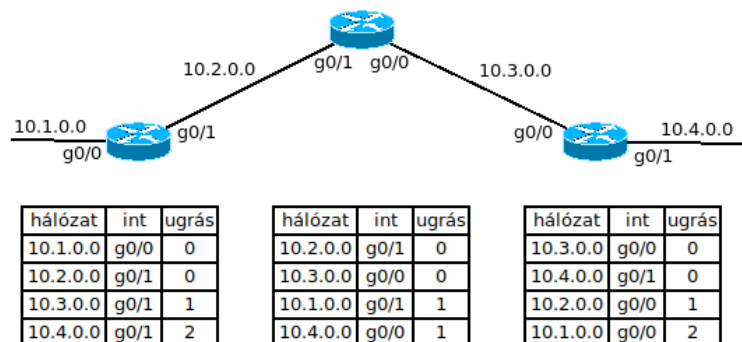 g0/1 g0/0
10.2.0.0
10.3.0.0
10.1.0.0
g0/1
g0/0
g0/0
10.4.0.0
g0/1
hálózat int ugrás
10.1.0.0 g0/0 0
10.2.0.0 g0/1 0
10.3.0.0 g0/1 1
10.4.0.0 g0/1 2
hálózat int ugrás
10.2.0.0 g0/1 0
10.3.0.0 g0/0 0
10.1.0.0 g0/1 1
10.4.0.0 g0/0 1
hálózat int ugrás
10.3.0.0 g0/0 0
10.4.0.0 g0/1 0
10.2.0.0 g0/0 1
10.1.0.0 g0/0 2